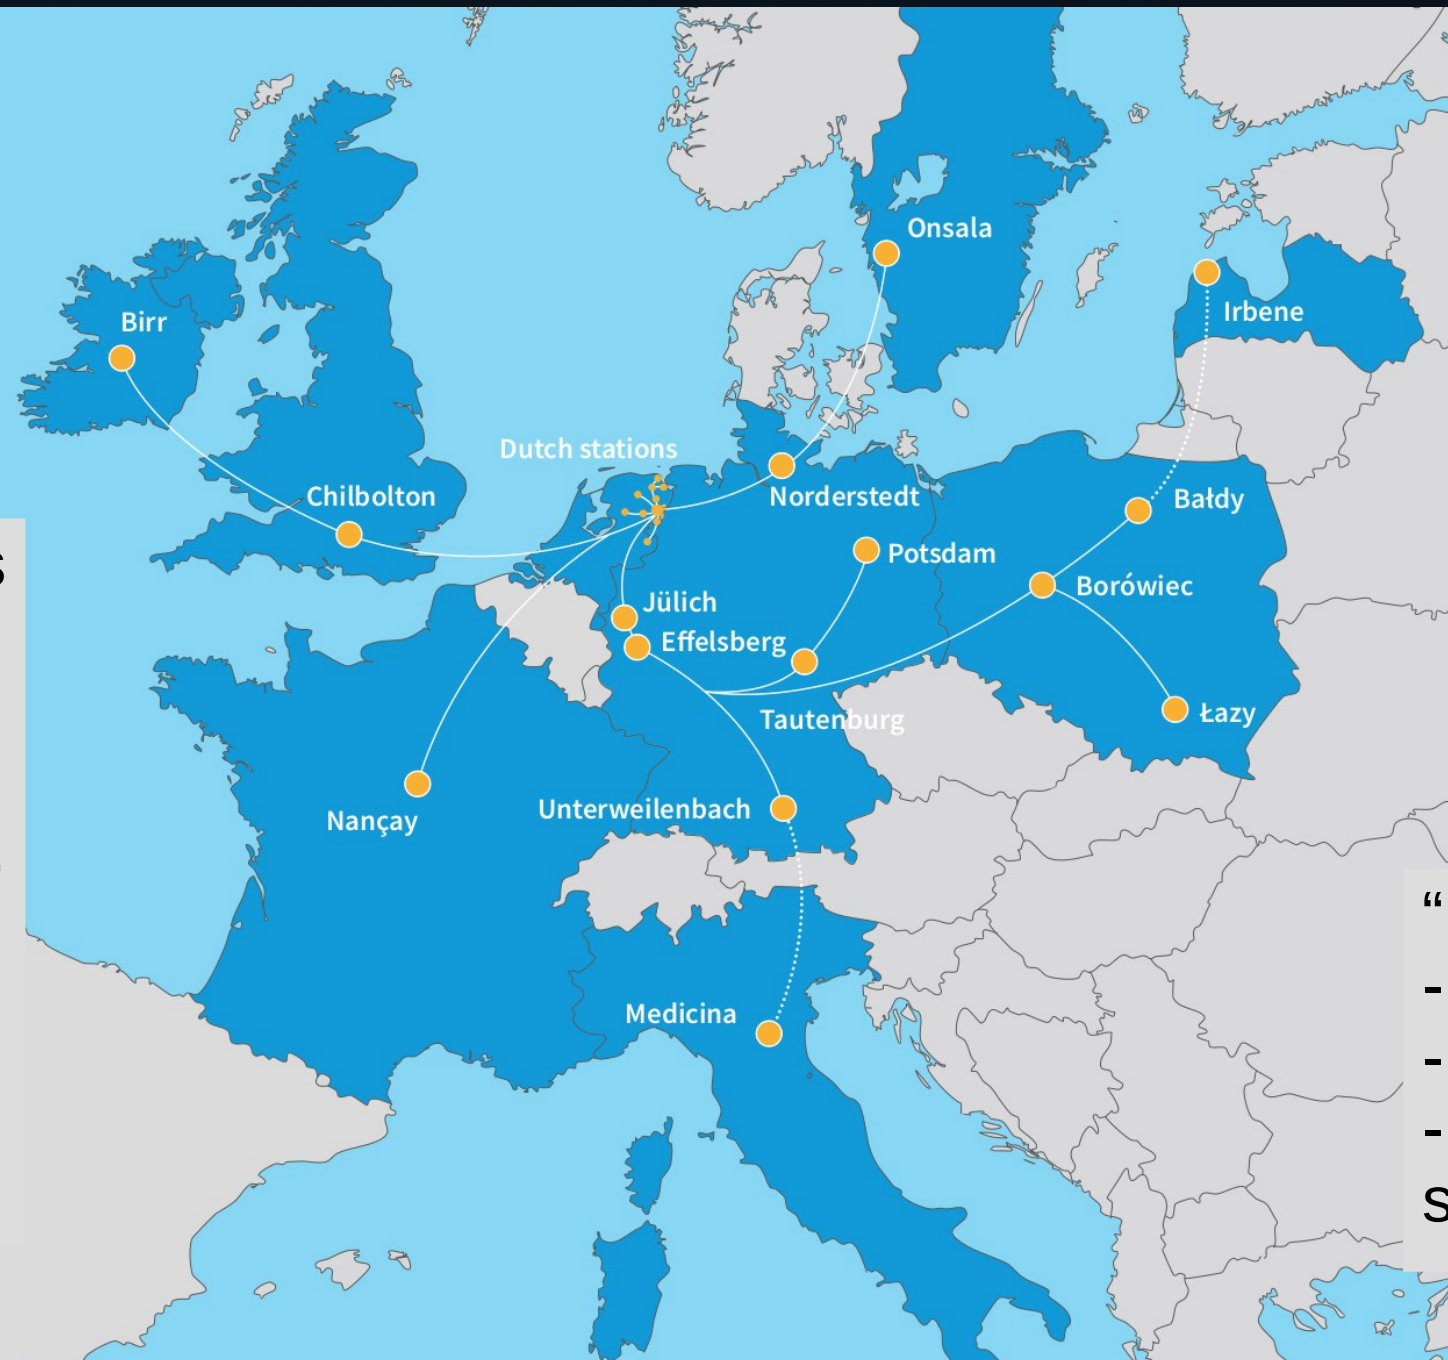 Onsala
Irbene
Birr
Dutch stations
Chilbolton
Norderstedt
Bałdy
Potsdam
Borówiec
Jülich
Effelsberg
Łazy
Tautenburg
Unterweilenbach
Nançay
Medicina
s
“
-
-
-
s